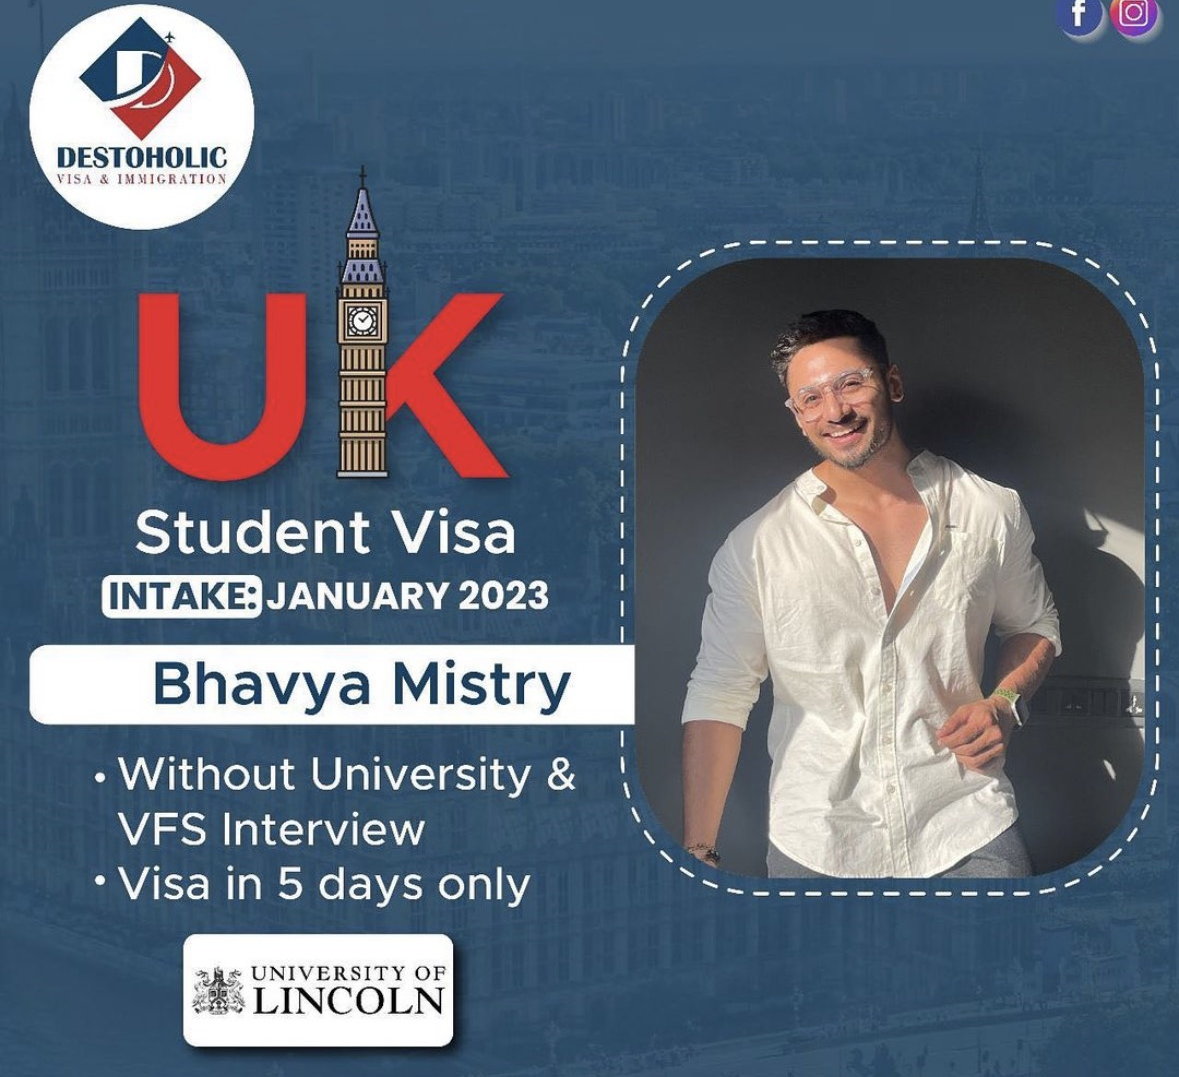 DESTOHOLIC
VISA & IMMIGRATION
UK
Student Visa
INTAKE: JANUARY 2023
Bhavya Mistry
• Without University &
VFS Interview
• Visa in 5 days only
UNIVERSITY OF
LINCOLN